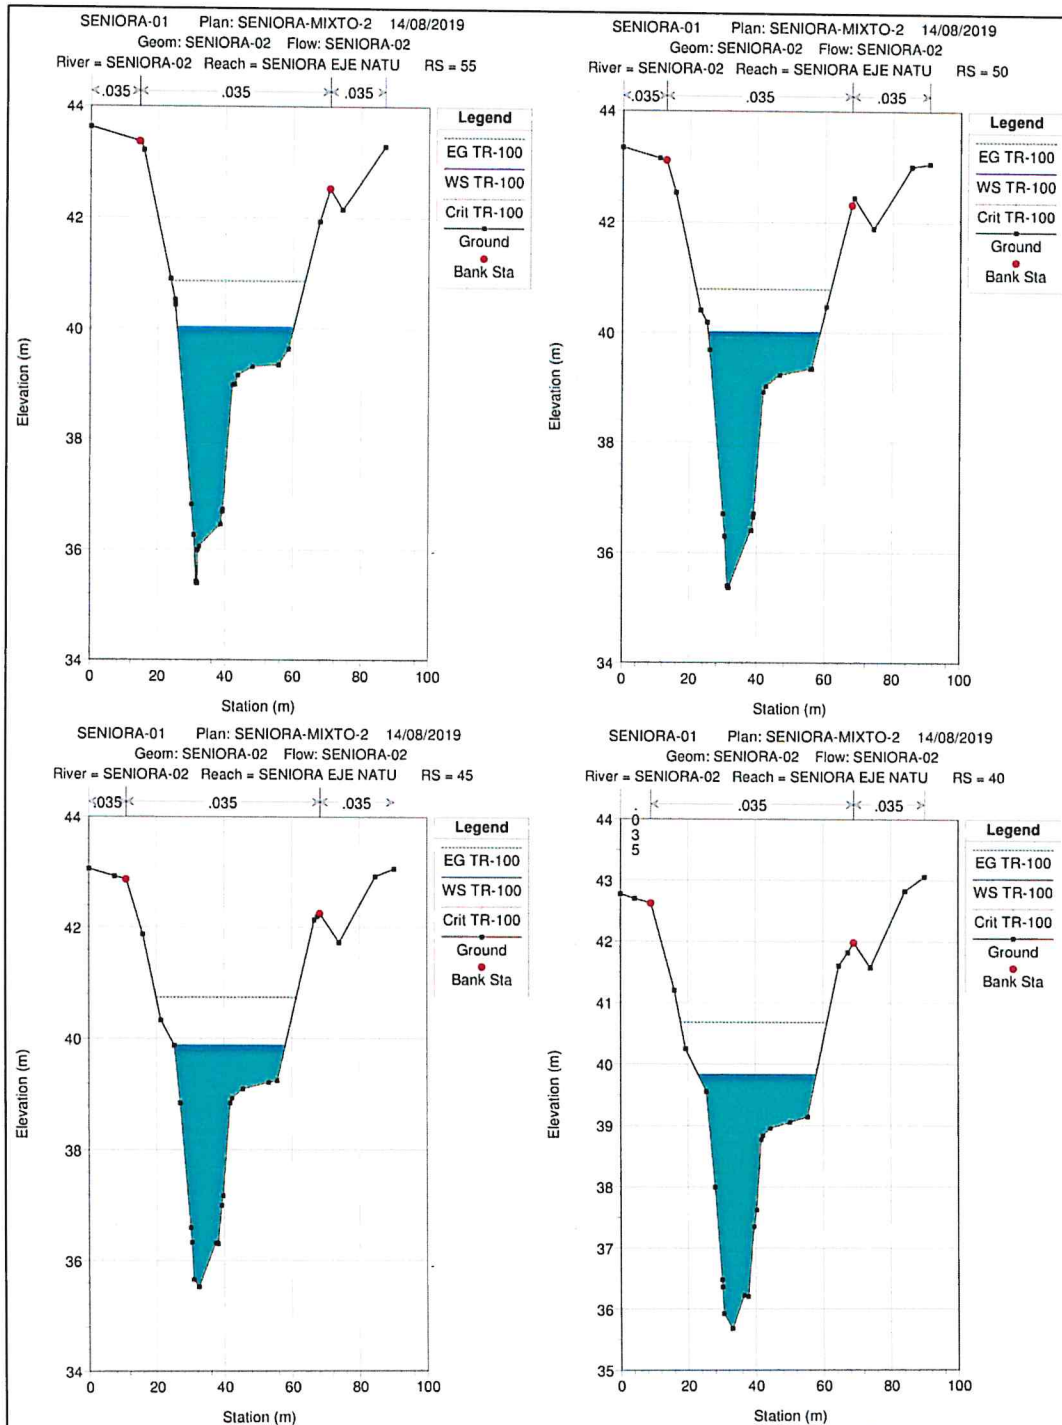 SENIORA-01 Plan: SENIORA-MIXTO-2 14/08/2019
Geom: SENIORA-02 Flow: SENIORA-02
River = SENIORA-02 Reach = SENIORA EJE NATU RS = 55
.035 .035 .035
Legend
EG TR-100
WS TR-100
Crit TR-100
Ground
Bank Sta
44
42
40
38
36
34
Elevation (m)
0 20 40 60 80 100
Station (m)
SENIORA-01 Plan: SENIORA-MIXTO-2 14/08/2019
Geom: SENIORA-02 Flow: SENIORA-02
River = SENIORA-02 Reach = SENIORA EJE NATU RS = 50
.035 .035 .035
Legend
EG TR-100
WS TR-100
Crit TR-100
Ground
Bank Sta
44
42
40
38
36
34
Elevation (m)
0 20 40 60 80 100
Station (m)
SENIORA-01 Plan: SENIORA-MIXTO-2 14/08/2019
Geom: SENIORA-02 Flow: SENIORA-02
River = SENIORA-02 Reach = SENIORA EJE NATU RS = 45
.035 .035 .035
Legend
EG TR-100
WS TR-100
Crit TR-100
Ground
Bank Sta
44
42
40
38
36
34
Elevation (m)
0 20 40 60 80 100
Station (m)
SENIORA-01 Plan: SENIORA-MIXTO-2 14/08/2019
Geom: SENIORA-02 Flow: SENIORA-02
River = SENIORA-02 Reach = SENIORA EJE NATU RS = 40
.035 .035 .035
Legend
EG TR-100
WS TR-100
Crit TR-100
Ground
Bank Sta
44
43
42
41
40
39
38
37
36
35
Elevation (m)
0 20 40 60 80 100
Station (m)